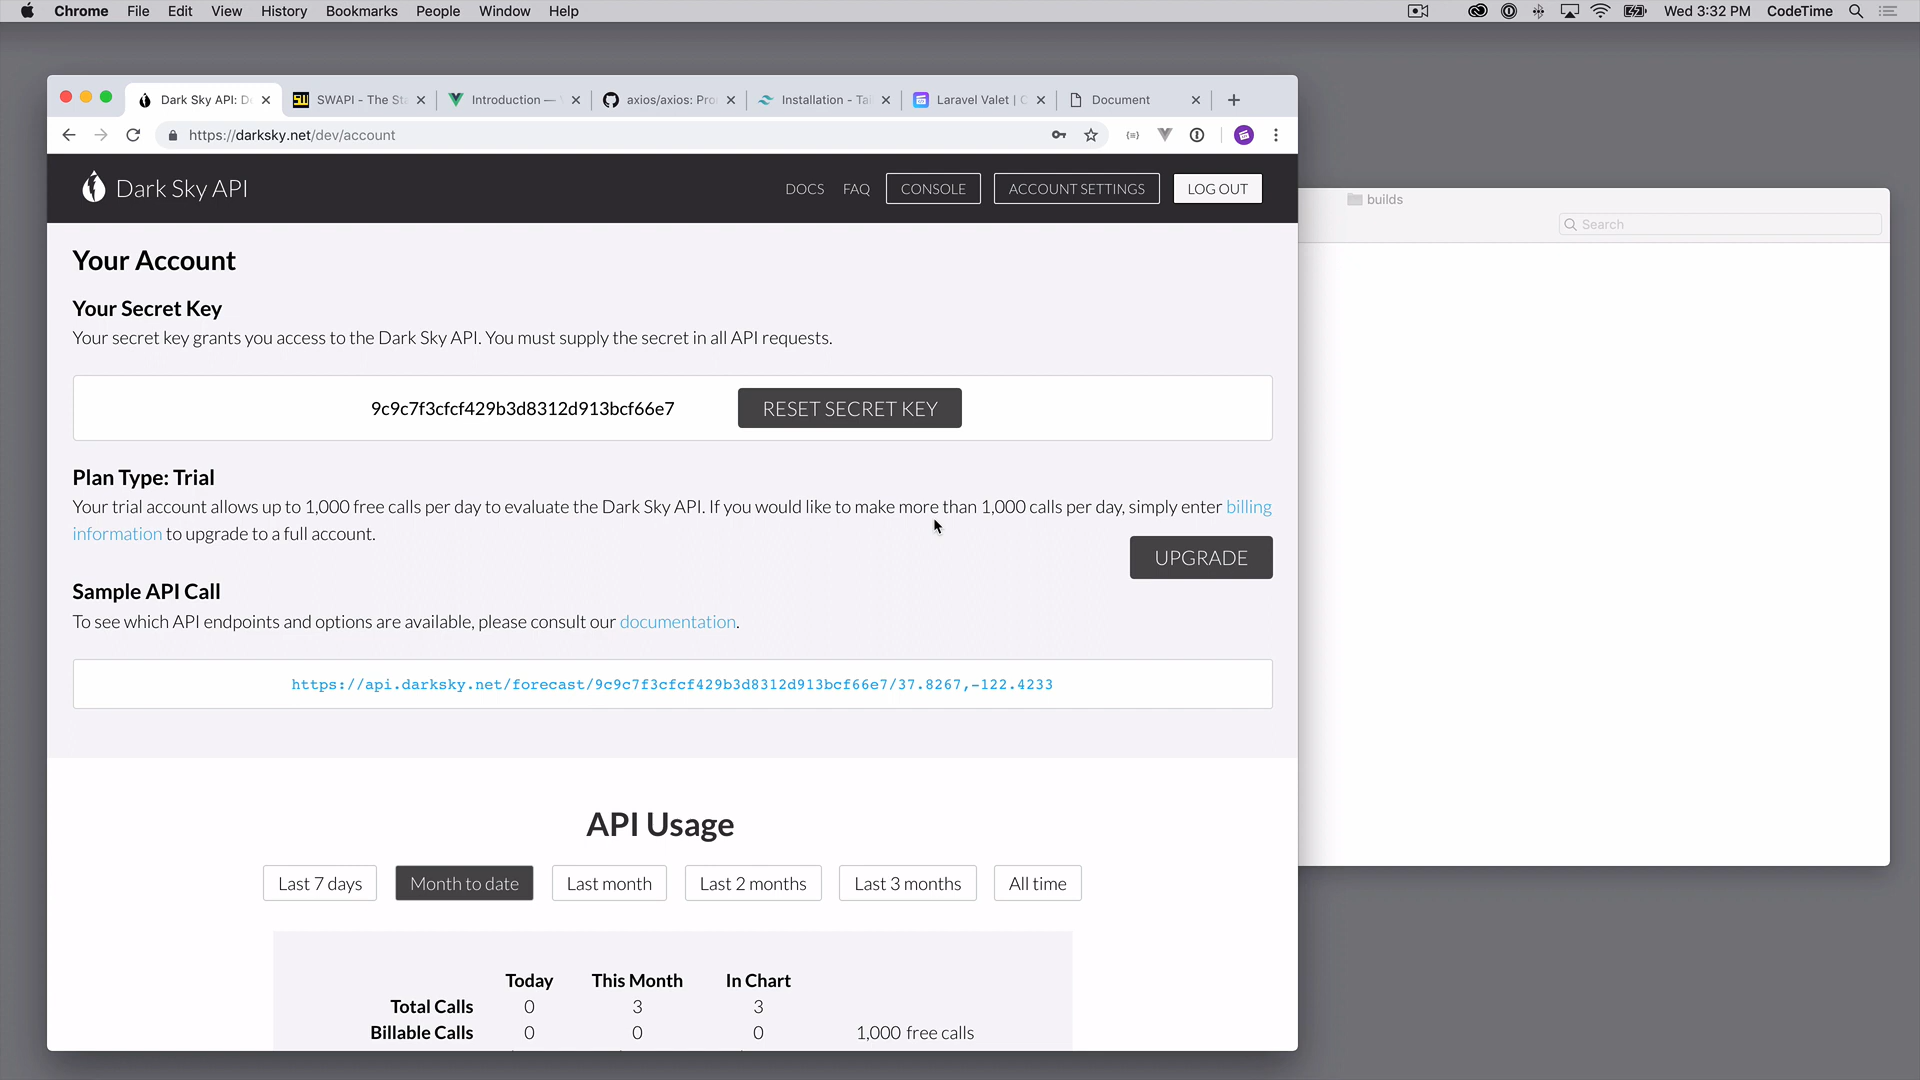 Chrome File Edit View History Bookmarks People Window Help
Wed 3:32 PM CodeTime
Dark Sky API: D
SWAPI - The St
Introduction —
axios/axios: Pro
Installation - Tai
Laravel Valet | C
Document
https://darksky.net/dev/account
Dark Sky API
DOCS FAQ CONSOLE ACCOUNT SETTINGS LOG OUT
builds
Search
Your Account
Your Secret Key
Your secret key grants you access to the Dark Sky API. You must supply the secret in all API requests.
9c9c7f3cfcf429b3d8312d913bcf66e7 RESET SECRET KEY
Plan Type: Trial
Your trial account allows up to 1,000 free calls per day to evaluate the Dark Sky API. If you would like to make more than 1,000 calls per day, simply enter billing
information to upgrade to a full account.
UPGRADE
Sample API Call
To see which API endpoints and options are available, please consult our documentation.
https://api.darksky.net/forecast/9c9c7f3cfcf429b3d8312d913bcf66e7/37.8267,-122.4233
API Usage
Last 7 days Month to date Last month Last 2 months Last 3 months All time
Today This Month In Chart
Total Calls 0 3 3
Billable Calls 0 0 0 1,000 free calls